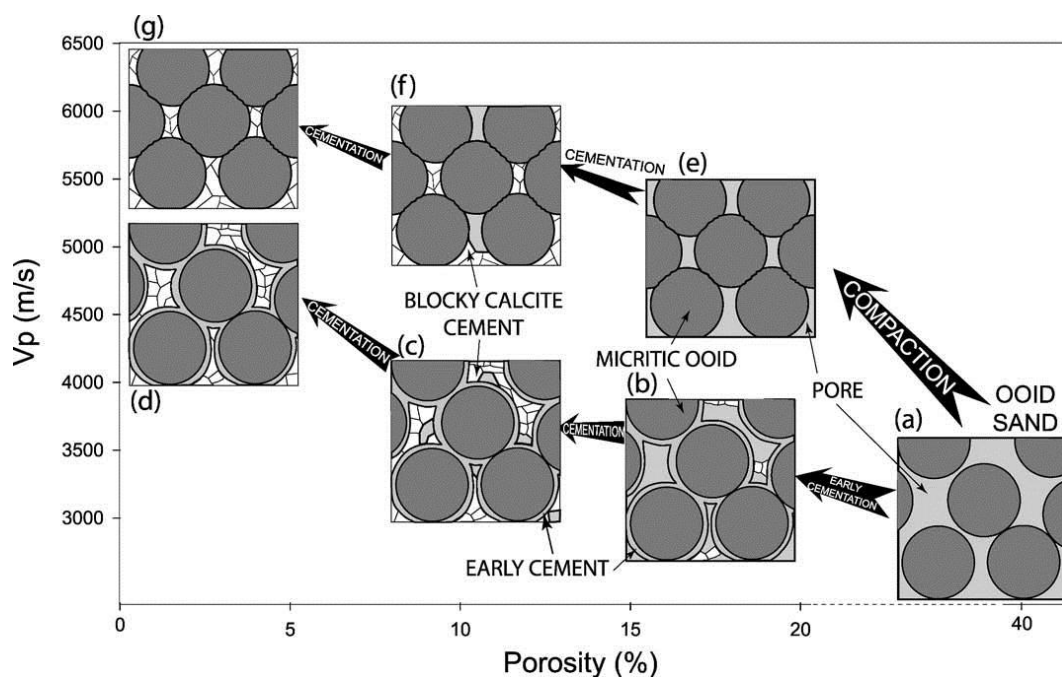 (g)
6500
6000
5500
5000
4500
4000
3500
3000
Vp (m/s)
(f)
CEMENTATION
CEMENTATION
(e)
BLOCKY CALCITE
CEMENT
CEMENTATION
(c)
(d)
MICRITIC OOID
(b)
PORE
COMPACTION
OOID
SAND
(a)
CEMENTATION
EARLY
CEMENTATION
EARLY CEMENT
0
5
10
15
20
40
Porosity (%)